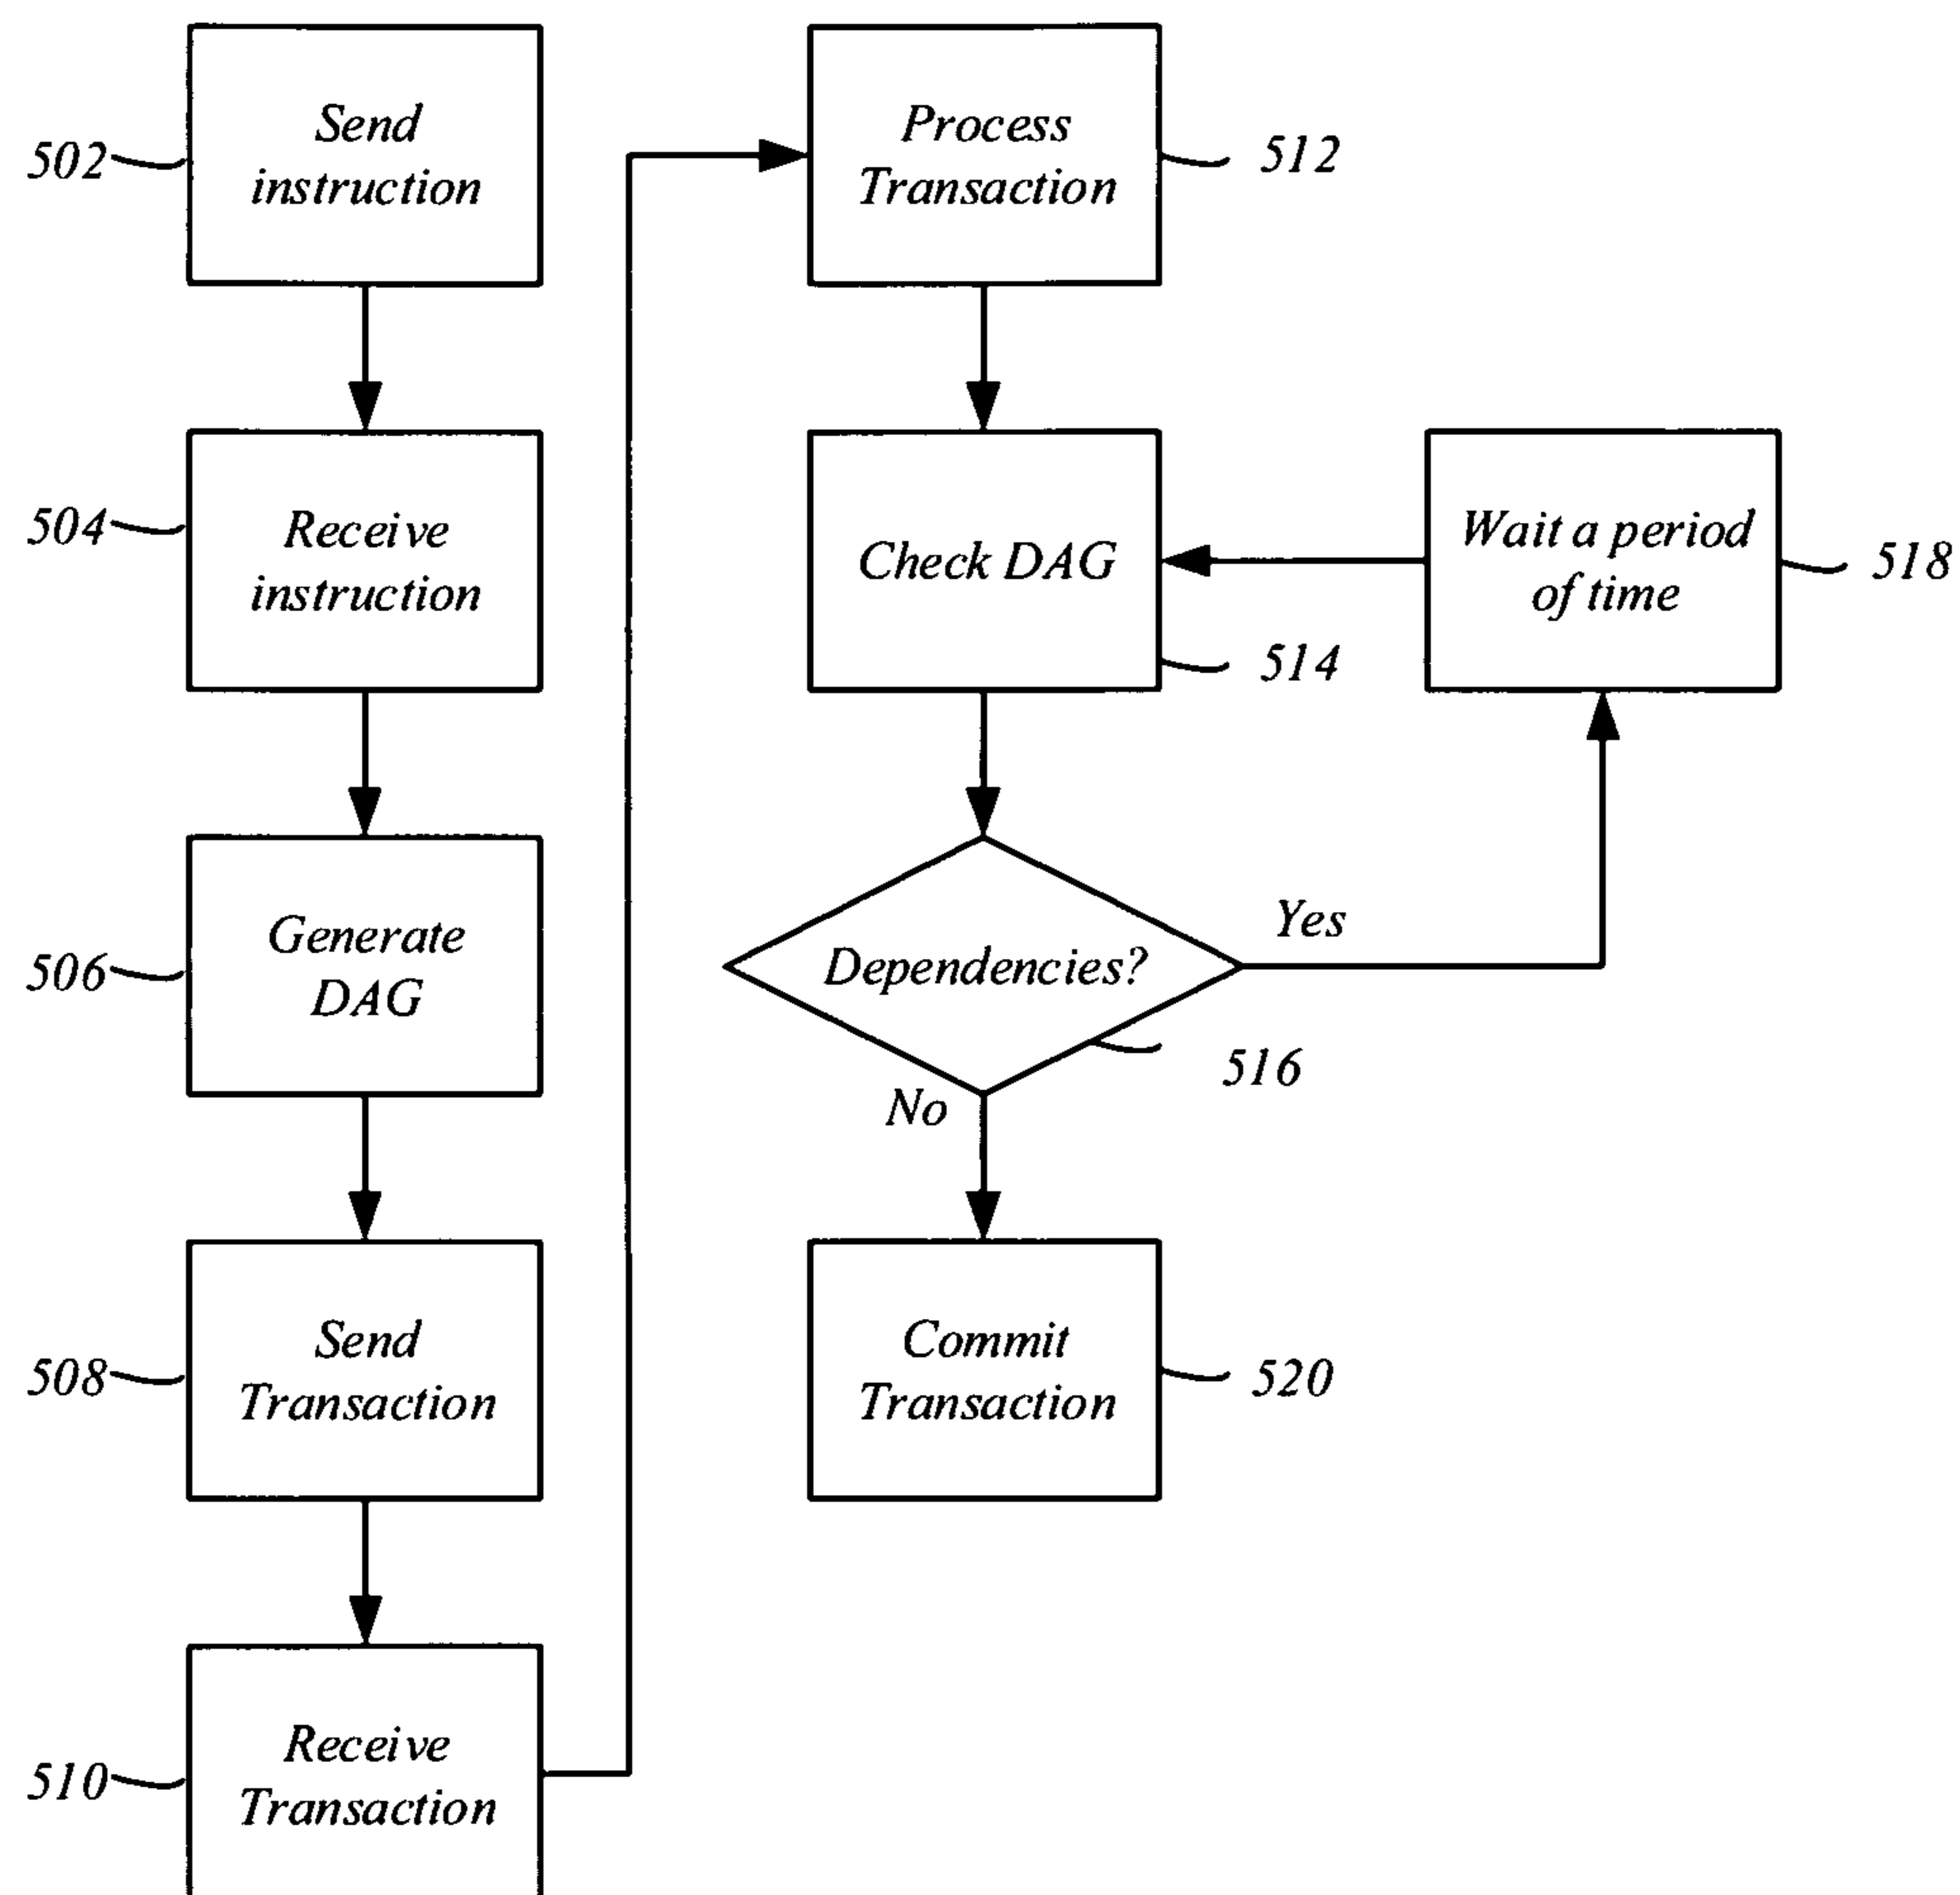 502
Send
instruction
504
Receive
instruction
506
Generate
DAG
508
Send
Transaction
510
Receive
Transaction
Process
Transaction
512
Check DAG
514
Wait a period
of time
518
Dependencies?
Yes
516
No
Commit
Transaction
520